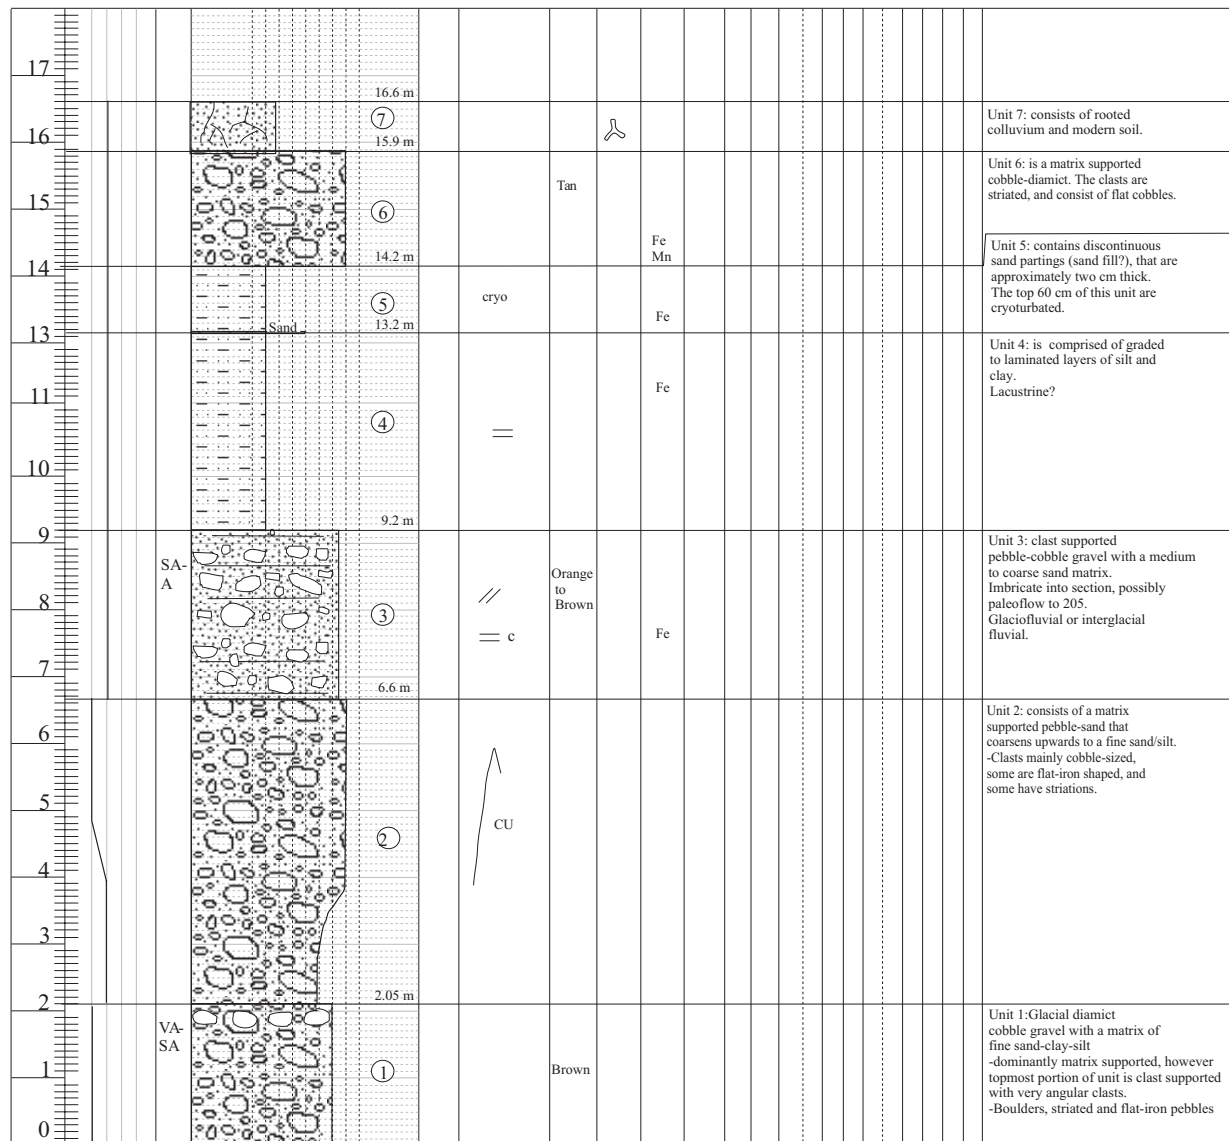 17
16.6 m
7
Unit 7: consists of rooted
colluvium and modern soil.
16
15.9 m
Unit 6: is a matrix supported
cobble-diamict. The clasts are
striated, and consist of flat cobbles.
Tan
15
6
Fe
Mn
14.2 m
14
Unit 5: contains discontinuous
sand partings (sand fill?), that are
approximately two cm thick.
The top 60 cm of this unit are
cryoturbated.
cryo
5
Fe
Sand
13.2 m
13
Unit 4: is comprised of graded
to laminated layers of silt and
clay.
Lacustrine?
Fe
11
4
10
9.2 m
9
Unit 3: clast supported
pebble-cobble gravel with a medium
to coarse sand matrix.
Imbricate into section, possibly
paleoflow to 205.
Glaciofluvial or interglacial
fluvial.
SA-
A
Orange
to
Brown
8
3
c
Fe
7
6.6 m
Unit 2: consists of a matrix
supported pebble-sand that
coarsens upwards to a fine sand/silt.
-Clasts mainly cobble-sized,
some are flat-iron shaped, and
some have striations.
6
5
CU
2
4
3
2.05 m
2
Unit 1:Glacial diamict
cobble gravel with a matrix of
fine sand-clay-silt
-dominantly matrix supported, however
topmost portion of unit is clast supported
with very angular clasts.
-Boulders, striated and flat-iron pebbles
VA-
SA
1
1
Brown
0